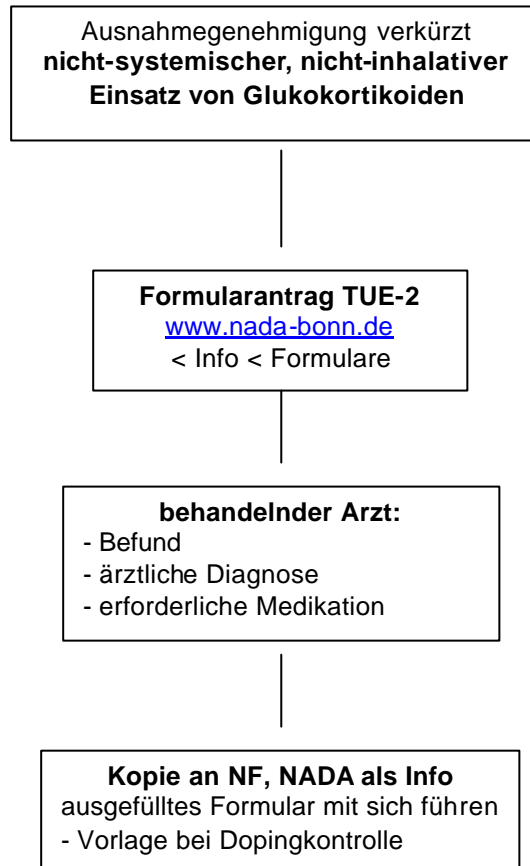 Ausnahmegenehmigung verkürzt
nicht-systemischer, nicht-inhalativer
Einsatz von Glukokortikoiden
Formularantrag TUE-2
www.nada-bonn.de
< Info < Formulare
behandelnder Arzt:
- Befund
- ärztliche Diagnose
- erforderliche Medikation
Kopie an NF, NADA als Info
ausgefülltes Formular mit sich führen
- Vorlage bei Dopingkontrolle